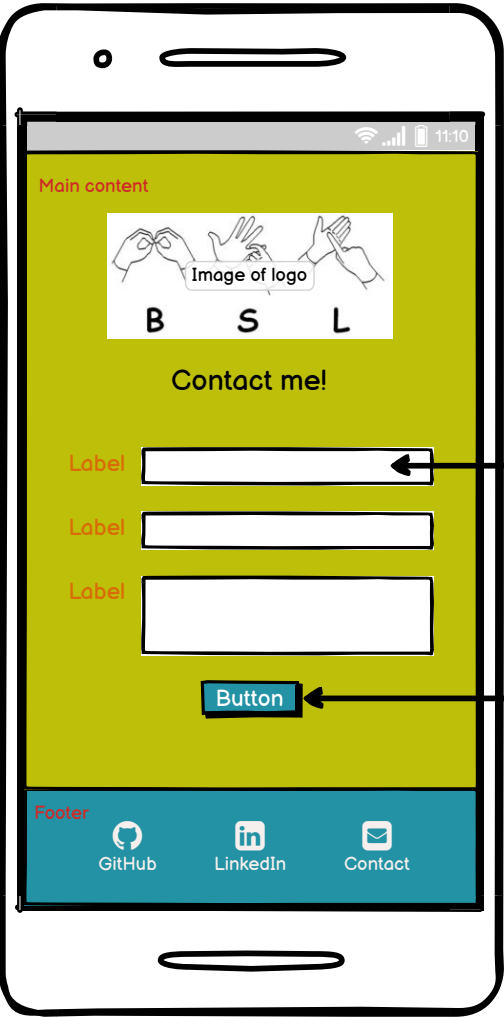 11:10
Main content
Image of logo
B S L
Contact me!
Label
Label
Label
Button
Footer
GitHub LinkedIn Contact